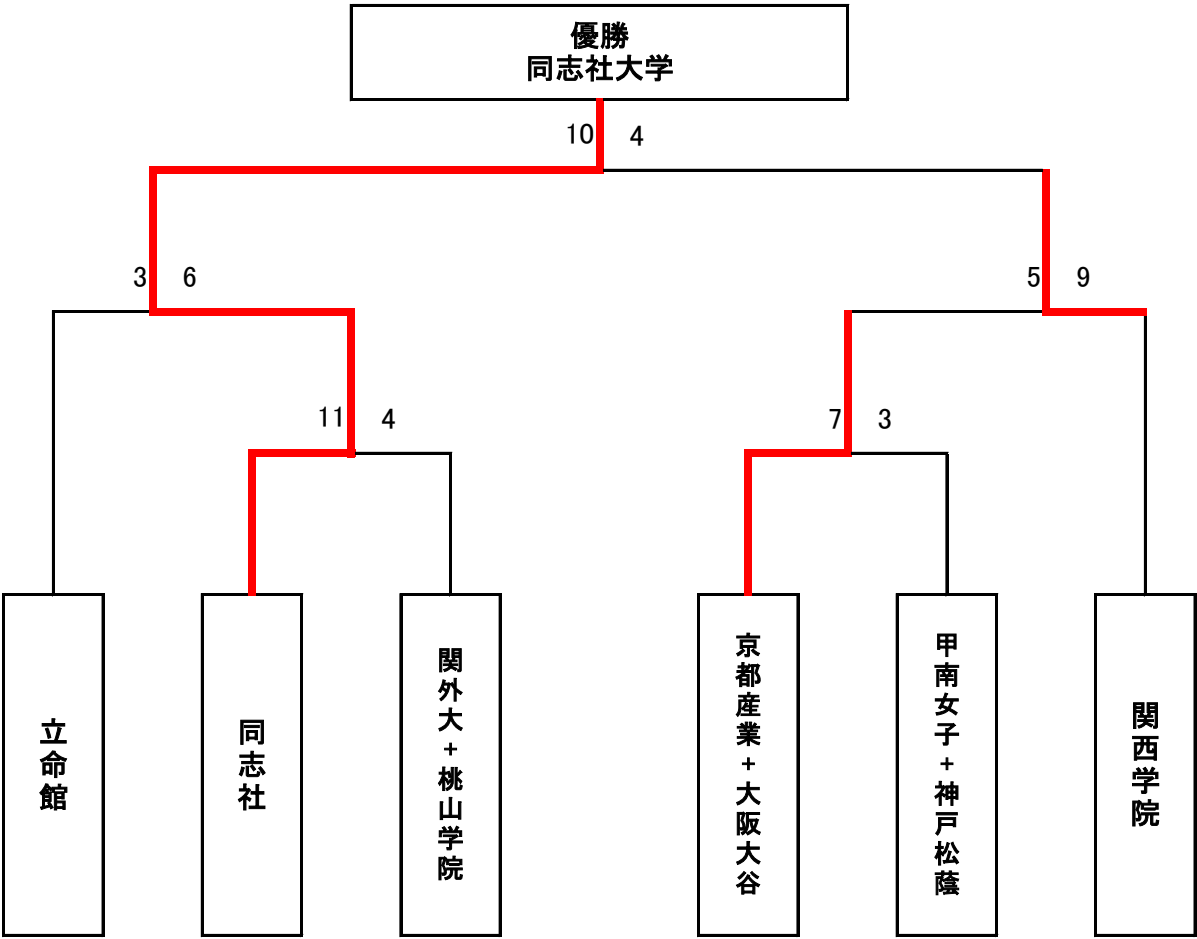 優勝
同志社大学
10 4
3 6
5 9
11 4
7 3
立命館
同志社
関外大+桃山学院
京都産業+大阪大谷
甲南女子+神戸松蔭
関西学院